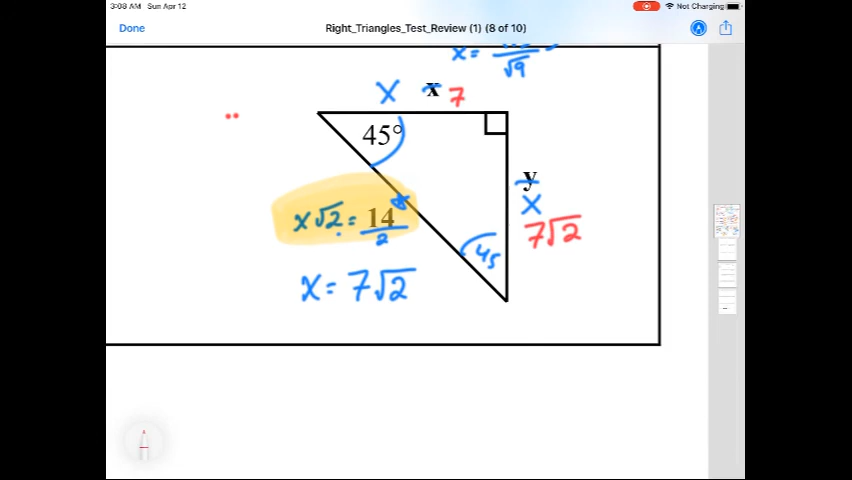 3:08 AM Sun Apr 12
Not Charging
Done
Right_Triangles_Test_Review (1) (8 of 10)
x =
√9
X x 7
45°
y
X
7√2
x√2 = 14
2
45
x = 7√2